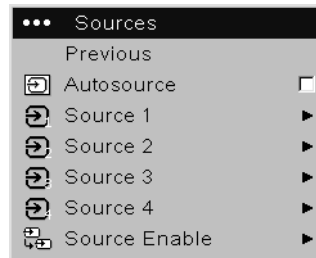 ••• Sources
Previous
Autosource
Source 1
Source 2
Source 3
Source 4
Source Enable